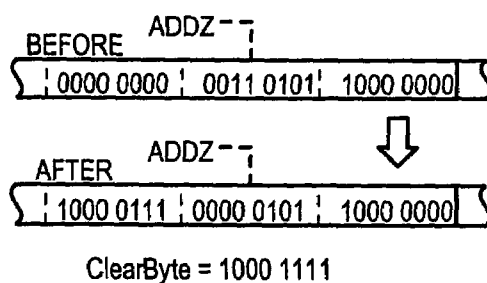 ADDZ
BEFORE
0000 0000 0011 0101 1000 0000
ADDZ
AFTER
1000 0111 0000 0101 1000 0000
ClearByte = 1000 1111